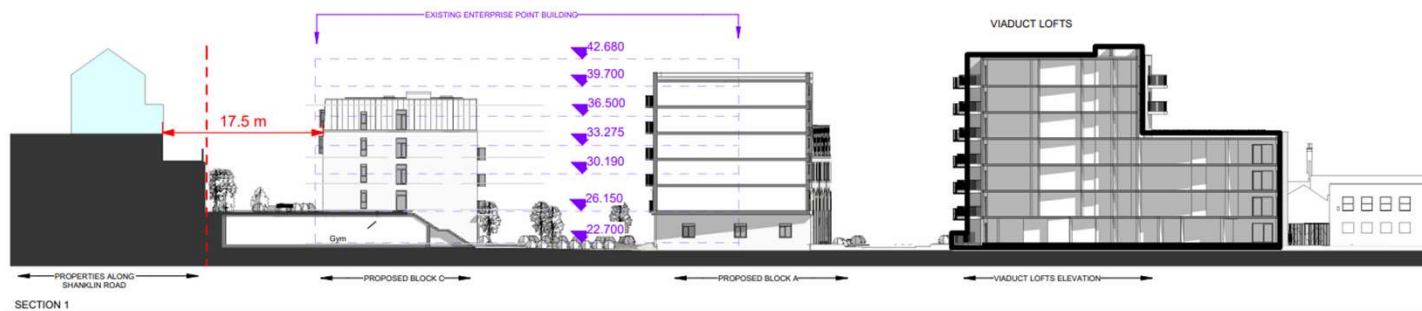 EXISTING ENTERPRISE POINT BUILDING
VIADUCT LOFTS
42.680
39.700
36.500
17.5 m
33.275
30.190
26.150
22.700
Gym
PROPERTIES ALONG
SHANKLIN ROAD
PROPOSED BLOCK C
PROPOSED BLOCK A
VIADUCT LOFTS ELEVATION
SECTION 1